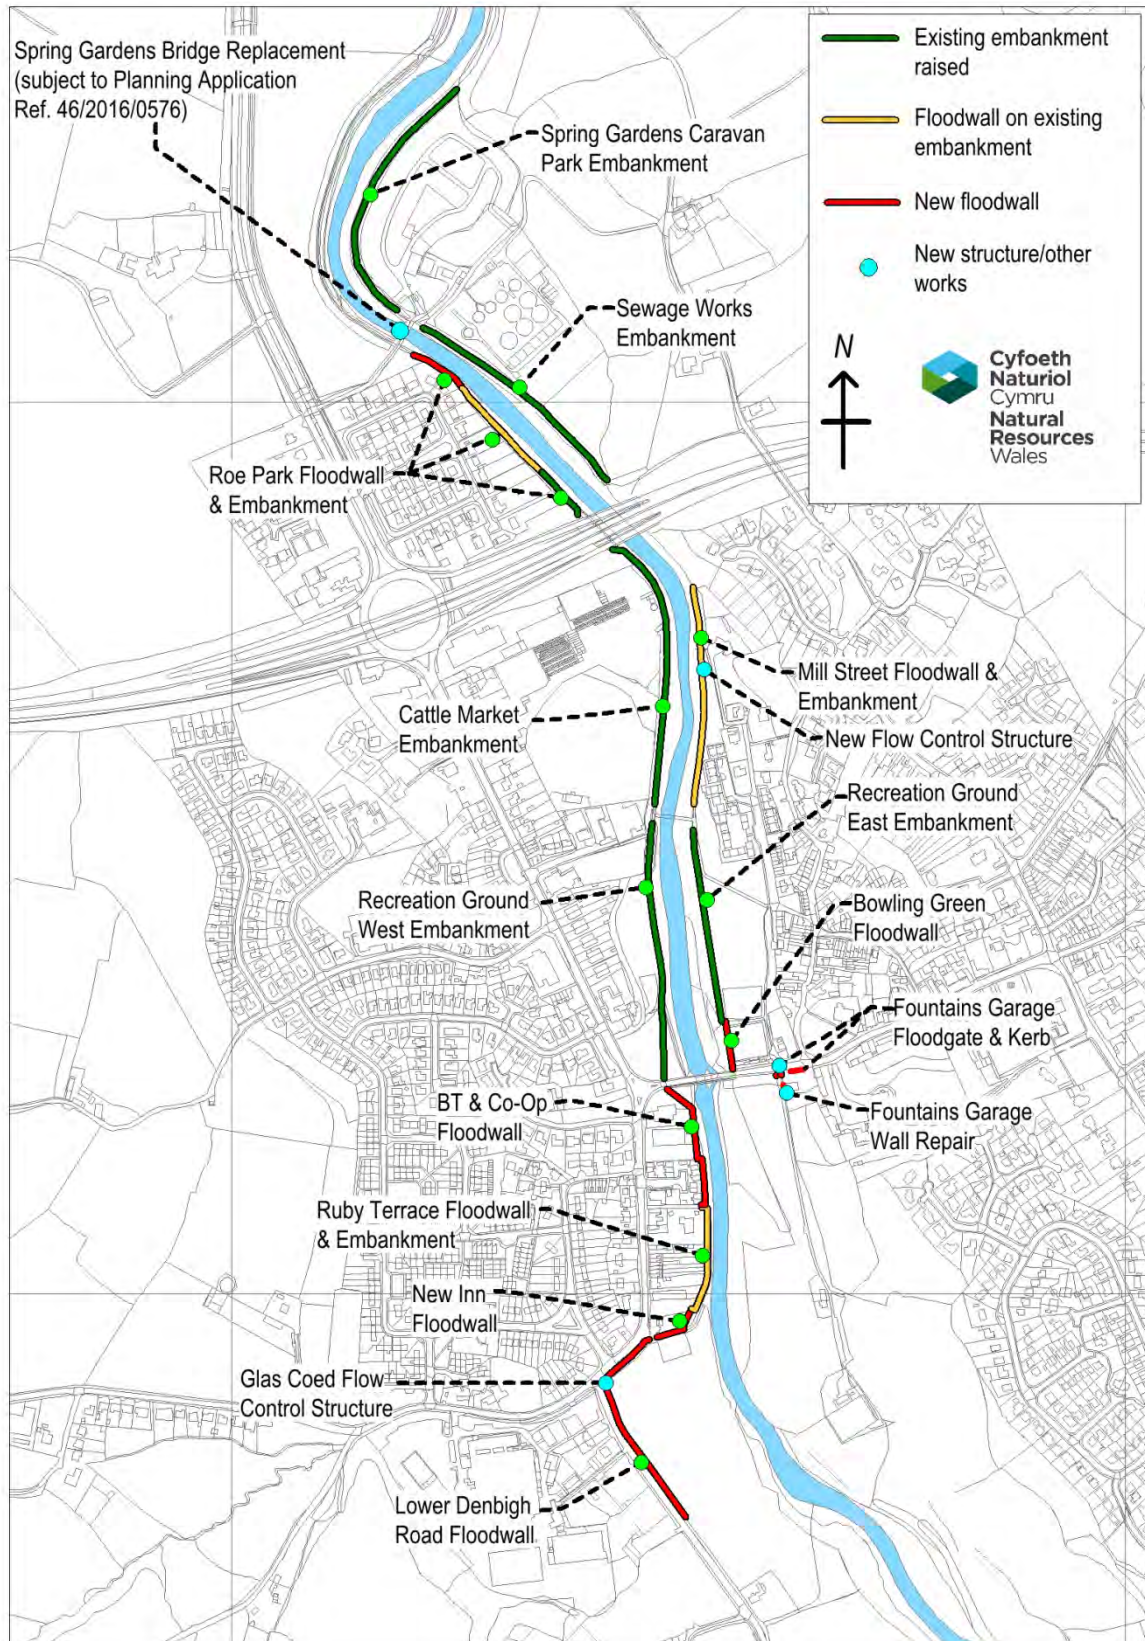 Spring Gardens Bridge Replacement
(subject to Planning Application
Ref. 46/2016/0576)
Spring Gardens Caravan
Park Embankment
Sewage Works
Embankment
Roe Park Floodwall
& Embankment
Existing embankment
raised
Floodwall on existing
embankment
New floodwall
New structure/other
works
N
Cyfoeth
Naturiol
Cymru
Natural
Resources
Wales
Mill Street Floodwall &
Embankment
New Flow Control Structure
Cattle Market
Embankment
Recreation Ground
East Embankment
Recreation Ground
West Embankment
Bowling Green
Floodwall
Fountains Garage
Floodgate & Kerb
BT & Co-Op
Floodwall
Fountains Garage
Wall Repair
Ruby Terrace Floodwall
& Embankment
New Inn
Floodwall
Glas Coed Flow
Control Structure
Lower Denbigh
Road Floodwall